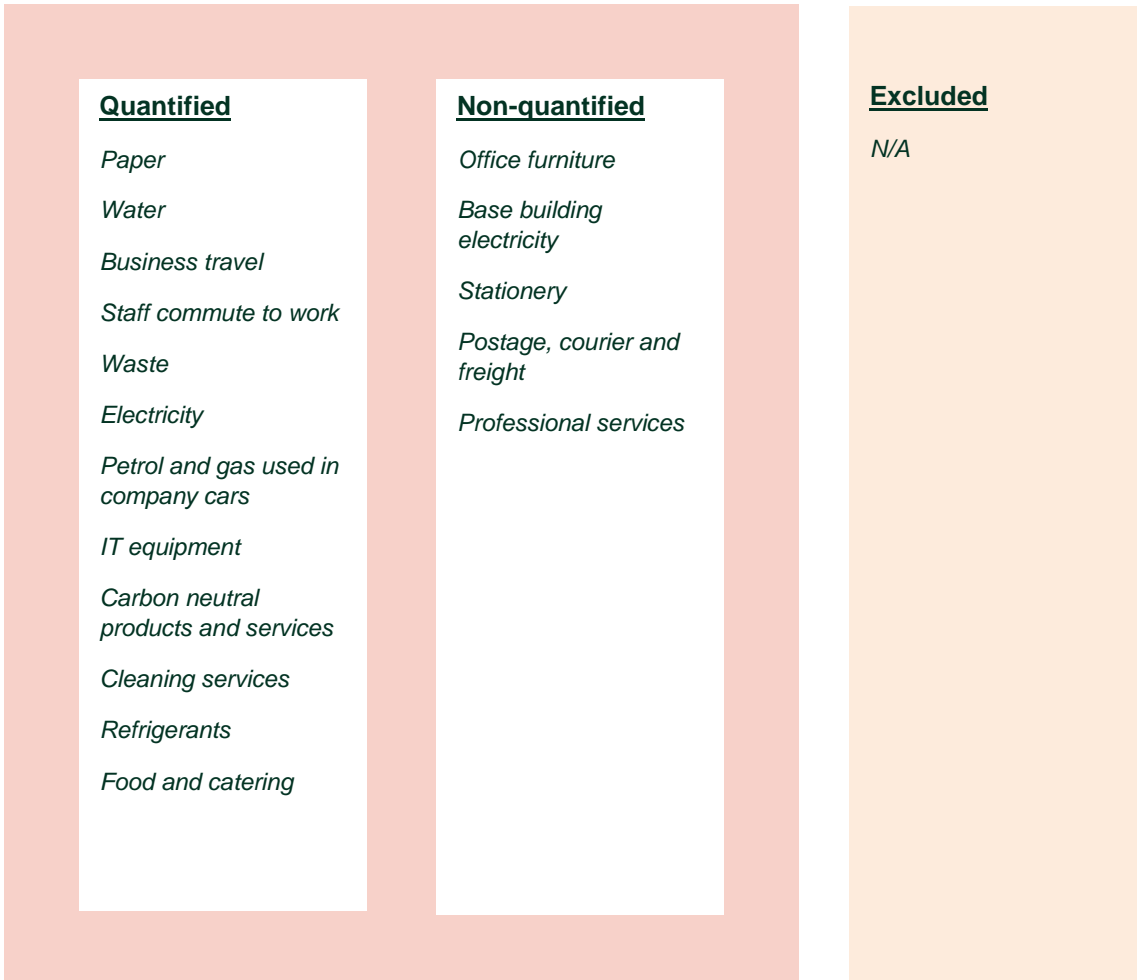 Quantified
Paper
Water
Business travel
Staff commute to work
Waste
Electricity
Petrol and gas used in
company cars
IT equipment
Carbon neutral
products and services
Cleaning services
Refrigerants
Food and catering
Non-quantified
Office furniture
Base building
electricity
Stationery
Postage, courier and
freight
Professional services
Excluded
N/A